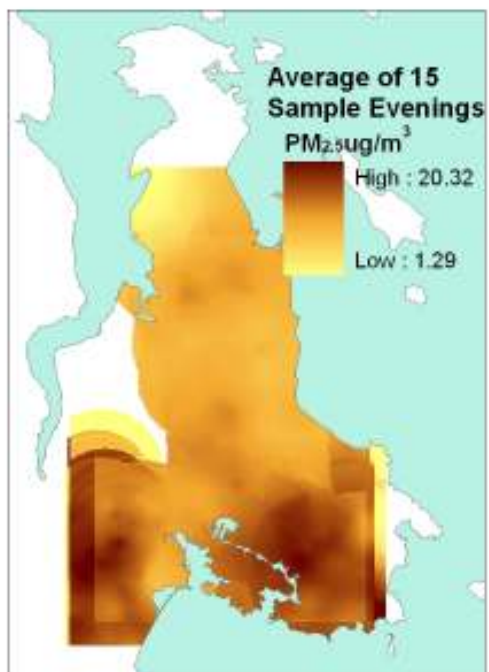 Average of 15
Sample Evenings
PM2.5ug/m³
High : 20.32
Low : 1.29